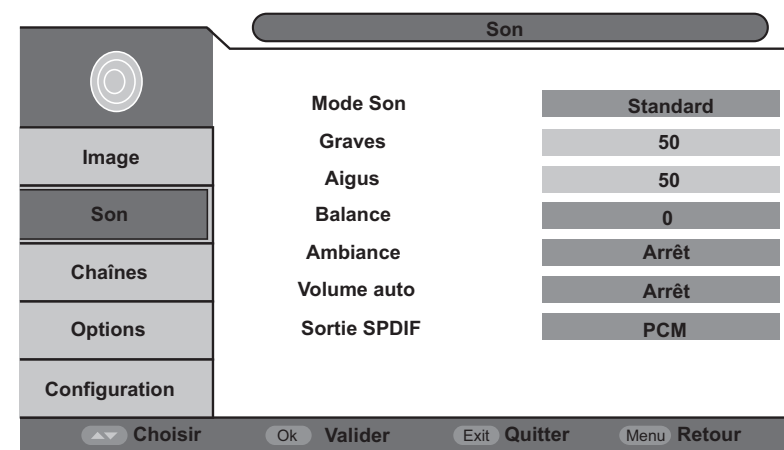 Son
Mode Son Standard
Graves 50
Aigus 50
Balance 0
Ambiance Arrêt
Volume auto Arrêt
Sortie SPDIF PCM
Image
Son
Chaînes
Options
Configuration
Choisir Ok Valider Exit Quitter Menu Retour